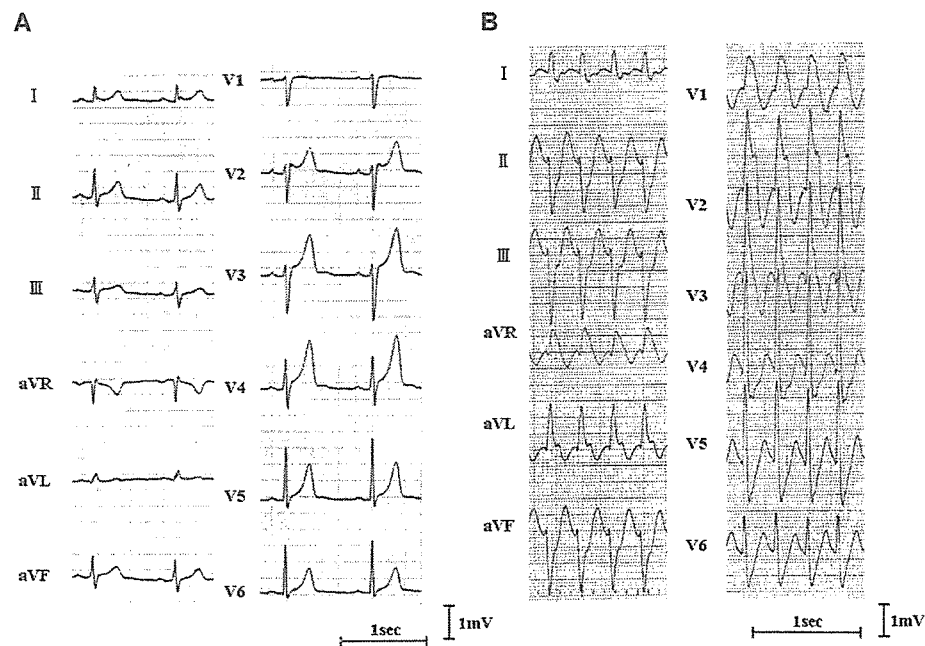 A
I
II
III
aVR
aVL
aVF
V1
V2
V3
V4
V5
V6
1sec
1mV
B
I
II
III
aVR
aVL
aVF
V1
V2
V3
V4
V5
V6
1sec
1mV